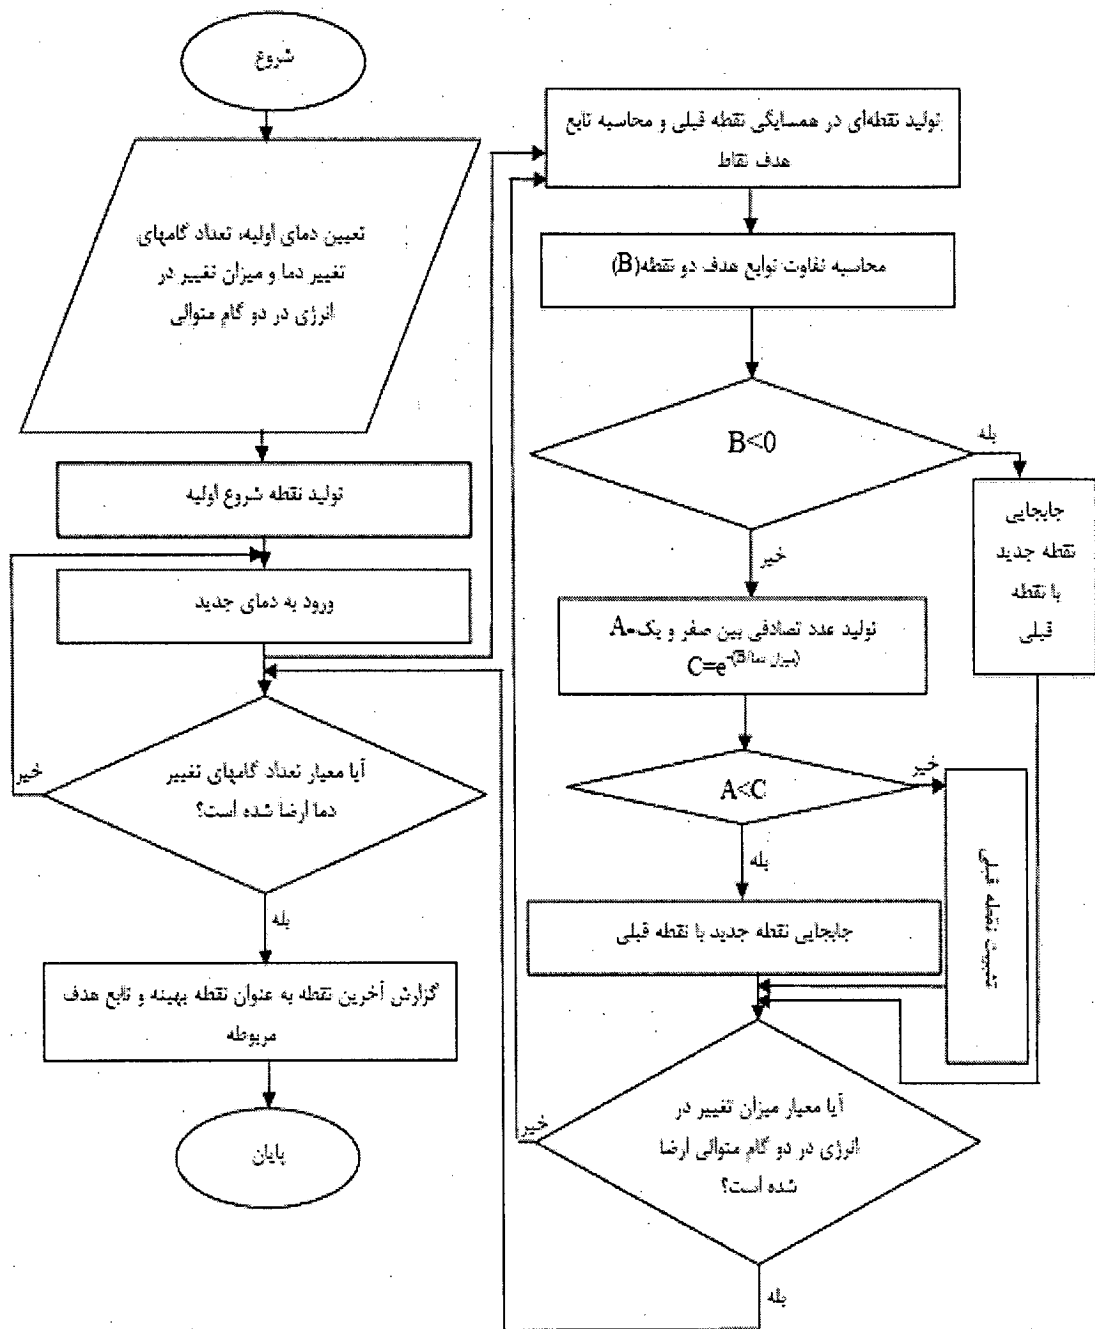 شروع
تعیین دمای اولیه، تعداد گامهای
تغییر دما و میزان تغییر در
انرژی در دو گام متوالی
تولید نقطه شروع اولیه
ورود به دمای جدید
آیا معیار تعداد گامهای تغییر
دما ارضا شده است؟
خیر
بله
گزارش آخرین نقطه به عنوان نقطه بهینه و تابع هدف
مربوطه
پایان
تولید نقطه‌ای در همسایگی نقطه قبلی و محاسبه تابع
هدف نقاط
محاسبه تفاوت توابع هدف دو نقطه(B)
B<0
بله
خیر
جابجایی
نقطه جدید
با نقطه
قبلی
تولید عدد تصادفی بین صفر و یک=A
C=e-(B/میزان دما)
A<C
خیر
بله
تثبیت نقطه قبلی
جابجایی نقطه جدید با نقطه قبلی
آیا معیار میزان تغییر در
انرژی در دو گام متوالی ارضا
شده است؟
خیر
بله